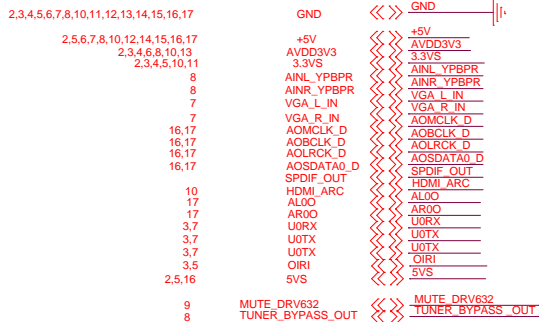 2,3,4,5,6,7,8,10,11,12,13,14,15,16,17 GND GND
2,5,6,7,8,10,12,14,15,16,17 +5V +5V
2,3,4,6,8,10,13 AVDD3V3 AVDD3V3
2,3,4,5,10,11 3.3VS 3.3VS
8 AINL_YPBPR AINL_YPBPR
8 AINR_YPBPR AINR_YPBPR
7 VGA_L_IN VGA_L_IN
7 VGA_R_IN VGA_R_IN
16,17 AOMCLK_D AOMCLK_D
16,17 AOBCLK_D AOBCLK_D
16,17 AOLRCK_D AOLRCK_D
16,17 AOSDATA0_D AOSDATA0_D
SPDIF_OUT SPDIF_OUT
10 HDMI_ARC HDMI_ARC
17 AL0O AL0O
17 AR0O AR0O
3,7 U0RX U0RX
3,7 U0TX U0TX
3,7 U0TX U0TX
3,5 OIRI OIRI
2,5,16 5VS 5VS
9 MUTE_DRV632 MUTE_DRV632
8 TUNER_BYPASS_OUT TUNER_BYPASS _OUT